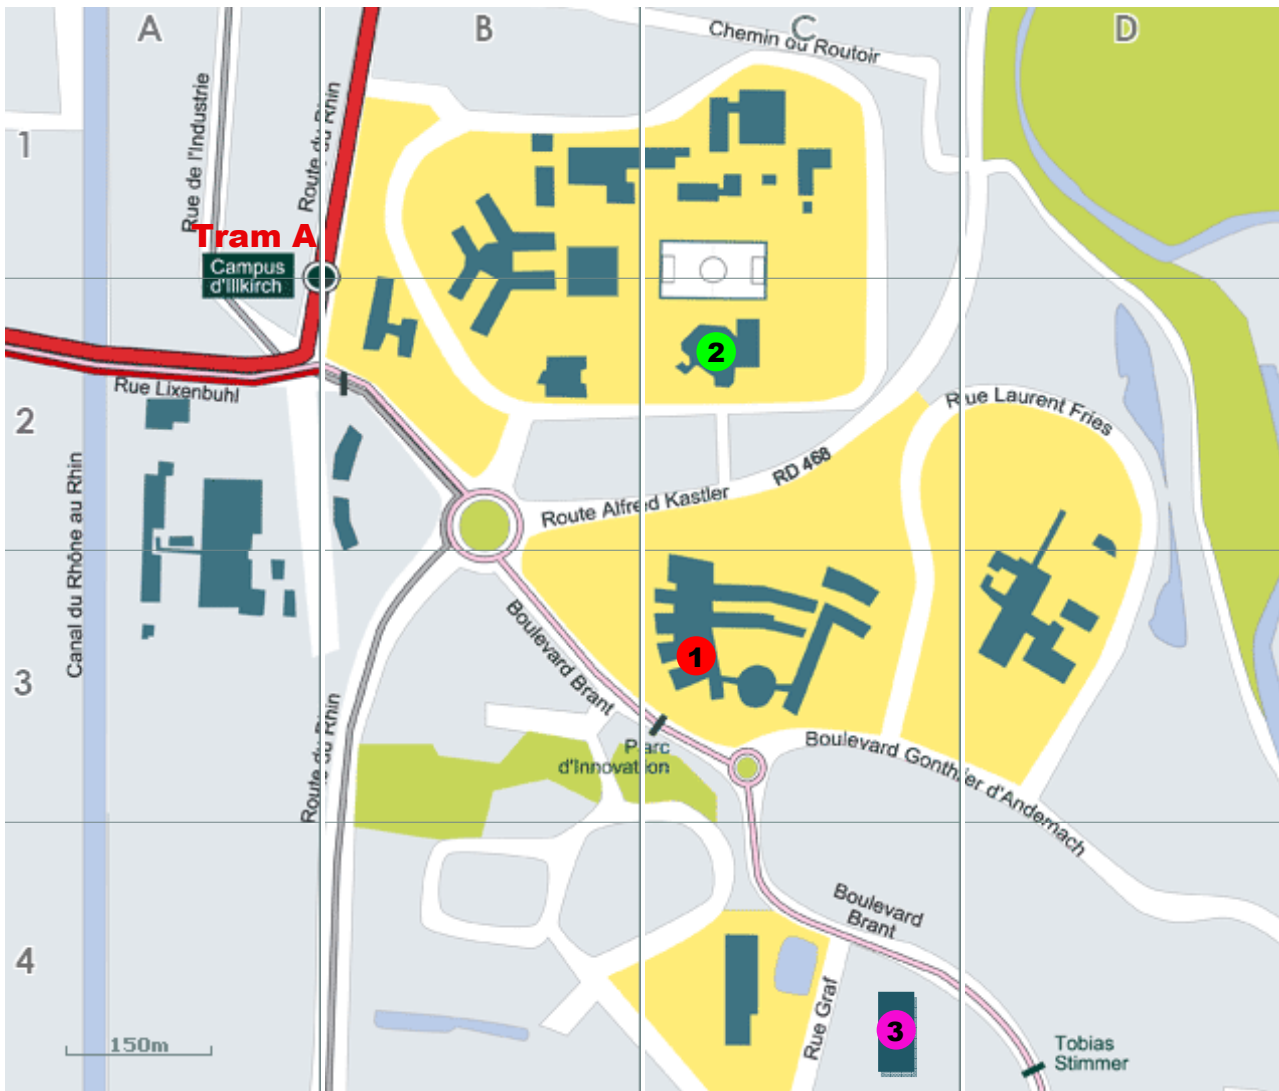 A
B
C
D
Chemin du Routoir
Rue de l'Industrie
Route du Rhin
1
Tram A
Campus
d'Illkirch
2
Rue Lixenbuhl
2
Rue Laurent Fries
RD 468
Route Alfred Kastler
Canal du Rhône au Rhin
Boulevard Brant
1
3
Route du Rhin
Parc
d'Innovation
Boulevard Gonthier d'Andernach
Boulevard
Brant
4
Rue Graf
3
150m
Tobias
Stimmer